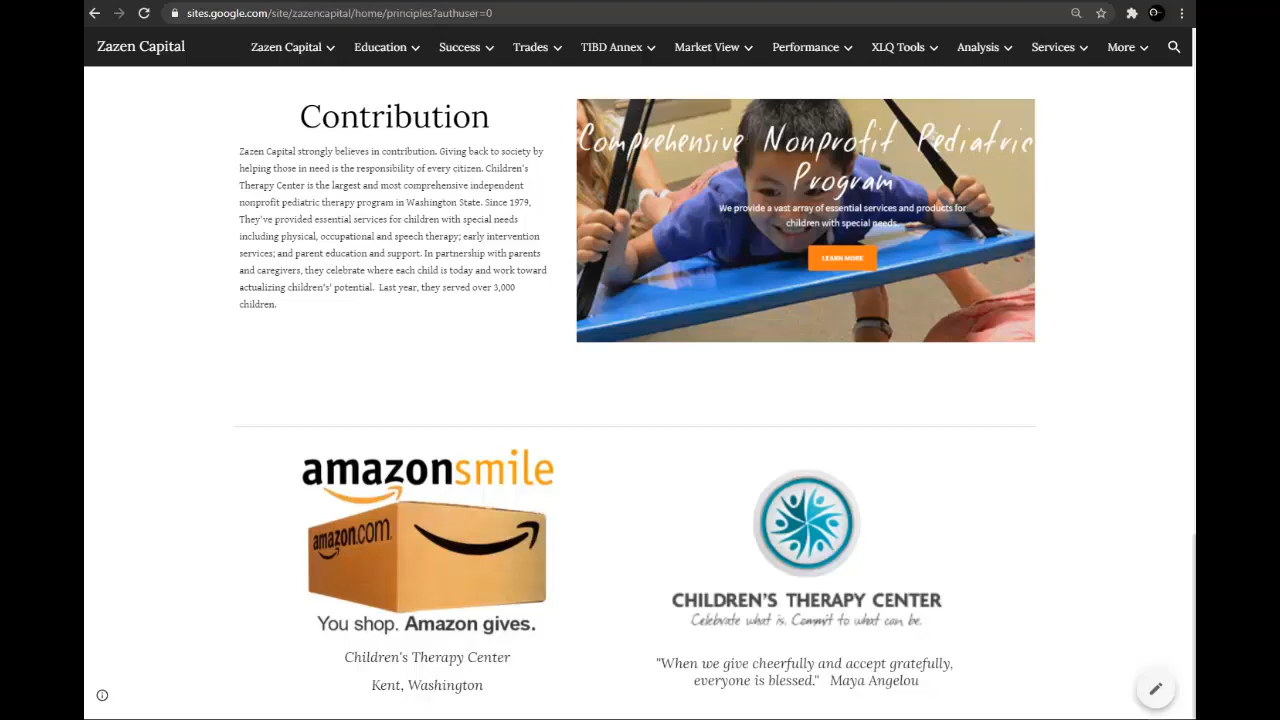 sites.google.com/site/zazencapital/home/principles?authuser=0
Zazen Capital
Zazen Capital
Education
Success
Trades
TIBD Annex
Market View
Performance
XLQ Tools
Analysis
Services
More
Contribution
Zazen Capital strongly believes in contribution. Giving back to society by
helping those in need is the responsibility of every citizen. Children's
Therapy Center is the largest and most comprehensive independent
nonprofit pediatric therapy program in Washington State. Since 1979,
They've provided essential services for children with special needs
including physical, occupational and speech therapy; early intervention
services; and parent education and support. In partnership with parents
and caregivers, they celebrate where each child is today and work toward
actualizing children's' potential. Last year, they served over 3,000
children.
Comprehensive Nonprofit Pediatric
Program
We provide a vast array of essential services and products for
children with special needs.
LEARN MORE
amazonsmile
amazon.com
You shop. Amazon gives.
Children's Therapy Center
Kent, Washington
CHILDREN'S THERAPY CENTER
Celebrate what is. Commit to what can be.
"When we give cheerfully and accept gratefully,
everyone is blessed." Maya Angelou